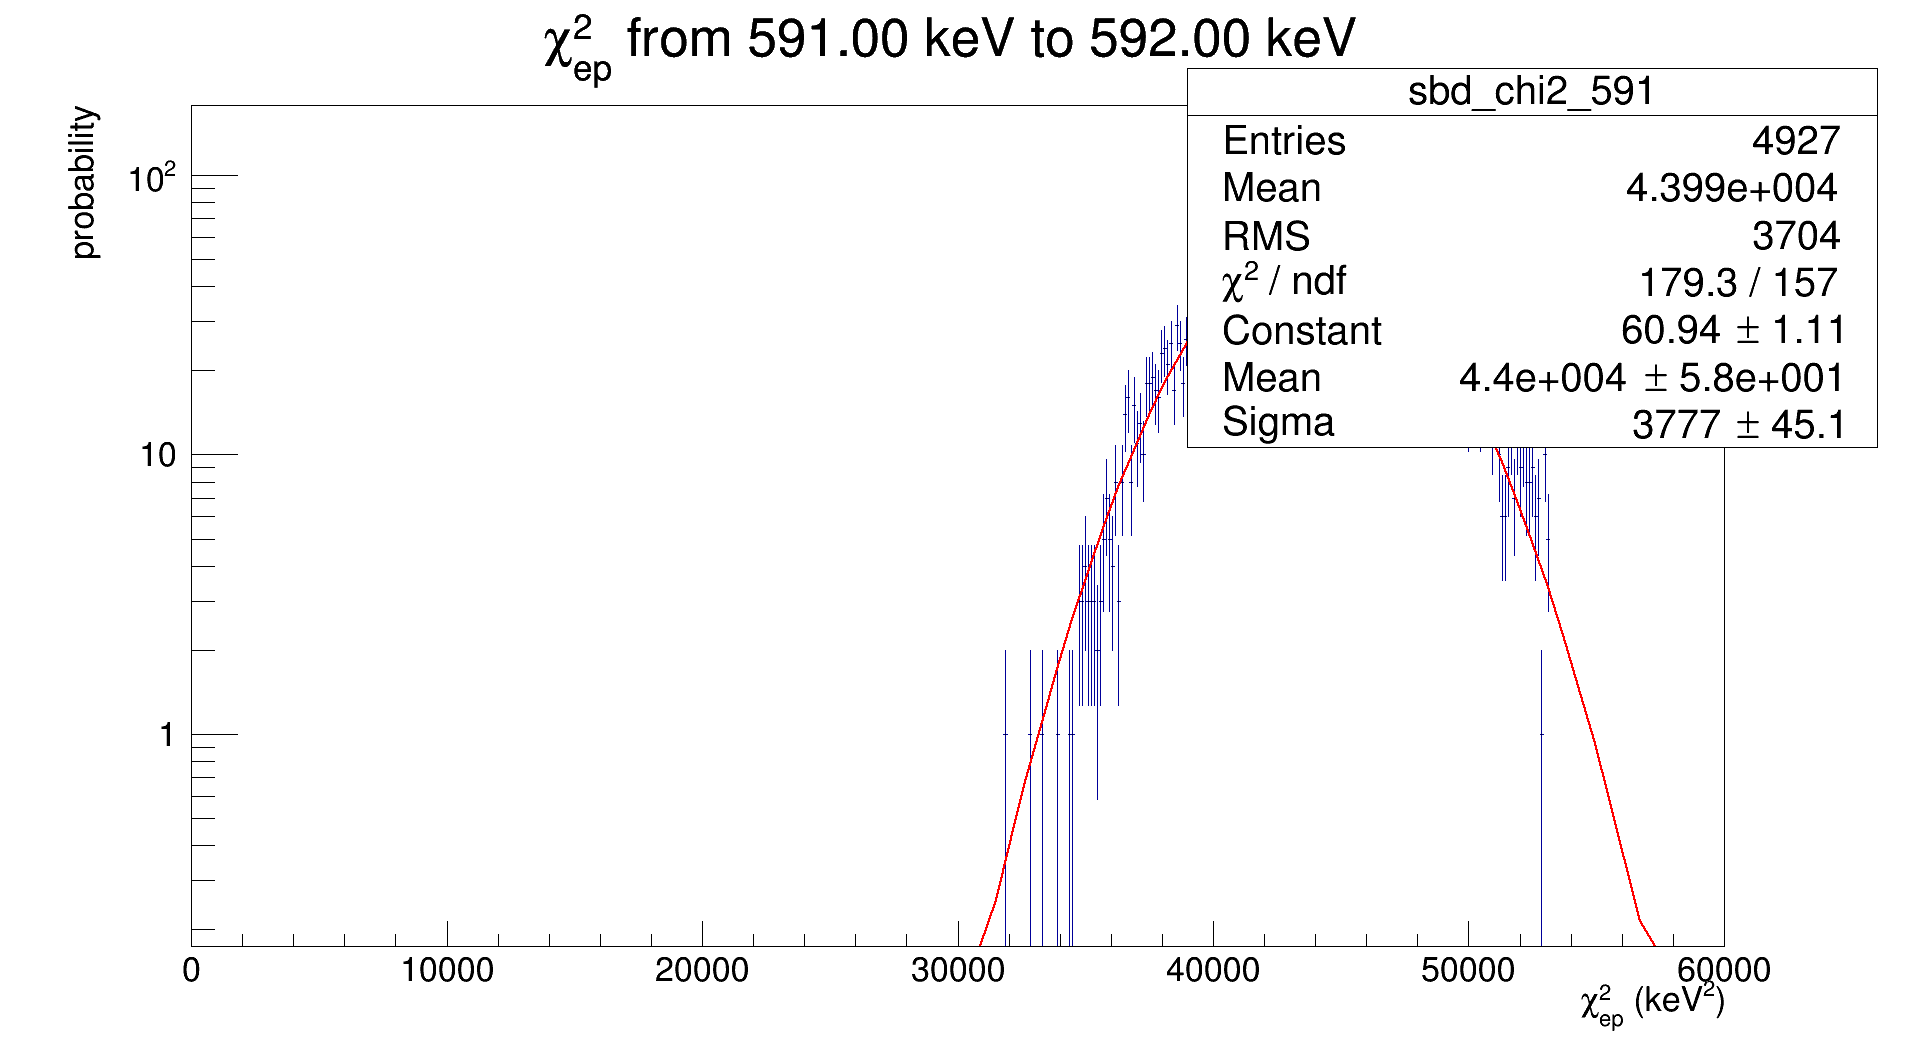 χ²ep from 591.00 keV to 592.00 keV
sbd_chi2_591
Entries 4927
Mean 4.399e+004
RMS 3704
χ² / ndf 179.3 / 157
Constant 60.94 ± 1.11
Mean 4.4e+004 ± 5.8e+001
Sigma 3777 ± 45.1
probability
10²
10
1
0 10000 20000 30000 40000 50000 60000
χ²ep (keV²)